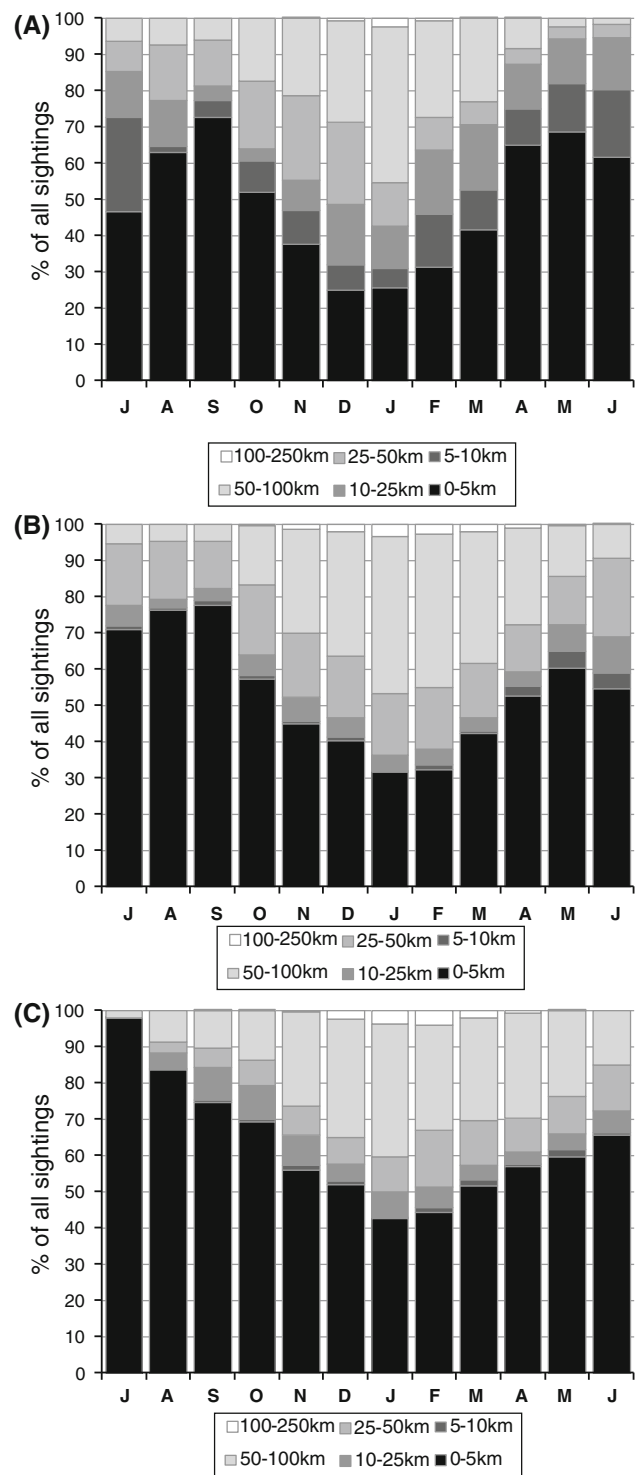 (A)
% of all sightings
100
90
80
70
60
50
40
30
20
10
0
J A S O N D J F M A M J
100-250km 25-50km 5-10km
50-100km 10-25km 0-5km
(B)
% of all sightings
100
90
80
70
60
50
40
30
20
10
0
J A S O N D J F M A M J
100-250km 25-50km 5-10km
50-100km 10-25km 0-5km
(C)
% of all sightings
100
90
80
70
60
50
40
30
20
10
0
J A S O N D J F M A M J
100-250km 25-50km 5-10km
50-100km 10-25km 0-5km